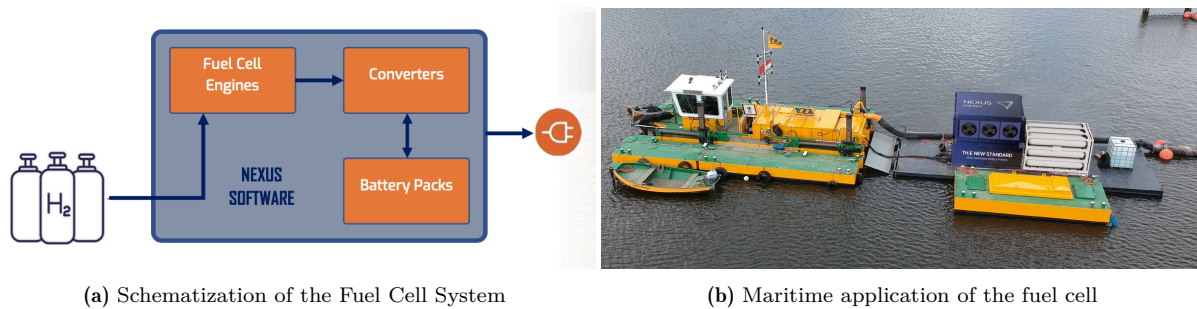 Fuel Cell
Engines
Converters
Battery Packs
NEXUS
SOFTWARE
H₂
NEXUS
THE NEW STANDARD
(a) Schematization of the Fuel Cell System
(b) Maritime application of the fuel cell